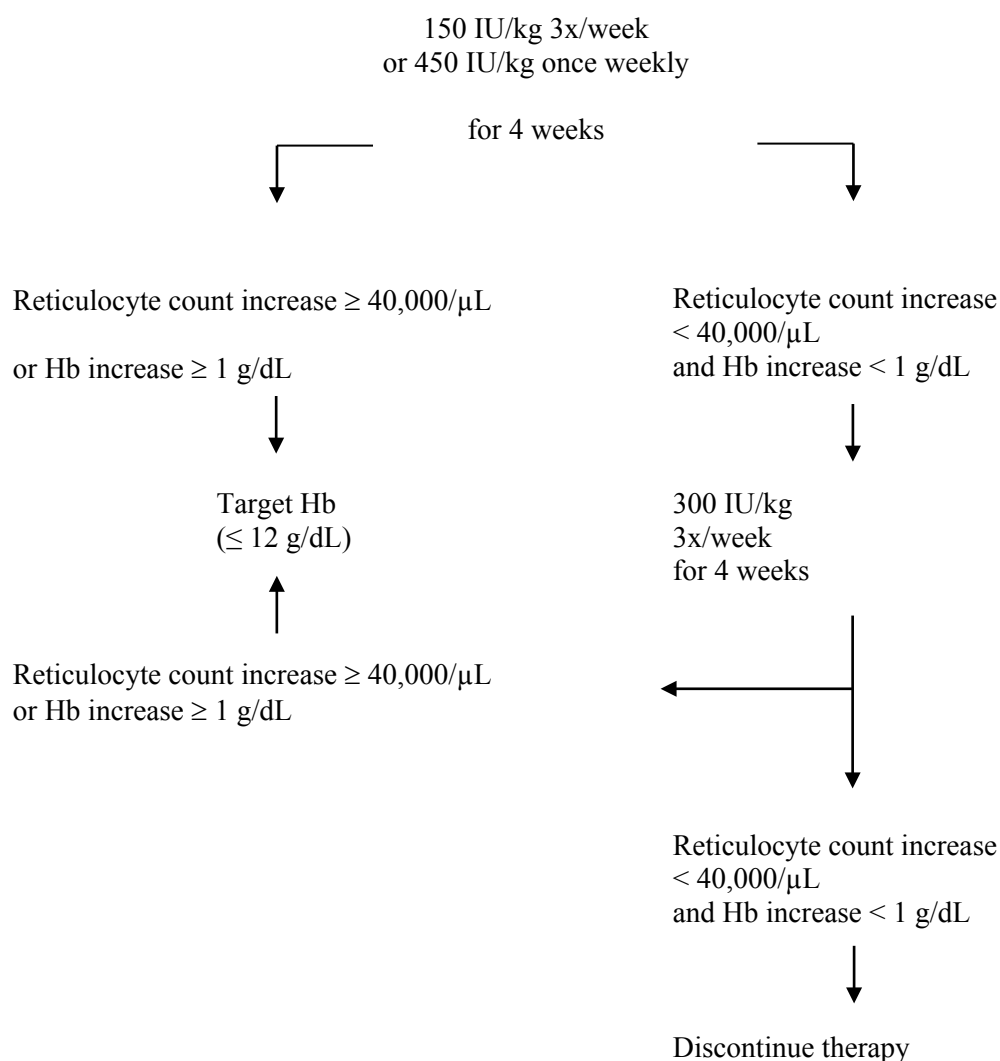 150 IU/kg 3x/week
or 450 IU/kg once weekly
for 4 weeks
Reticulocyte count increase ≥ 40,000/µL
or Hb increase ≥ 1 g/dL
Reticulocyte count increase
< 40,000/µL
and Hb increase < 1 g/dL
Target Hb
(≤ 12 g/dL)
300 IU/kg
3x/week
for 4 weeks
Reticulocyte count increase ≥ 40,000/µL
or Hb increase ≥ 1 g/dL
Reticulocyte count increase
< 40,000/µL
and Hb increase < 1 g/dL
Discontinue therapy